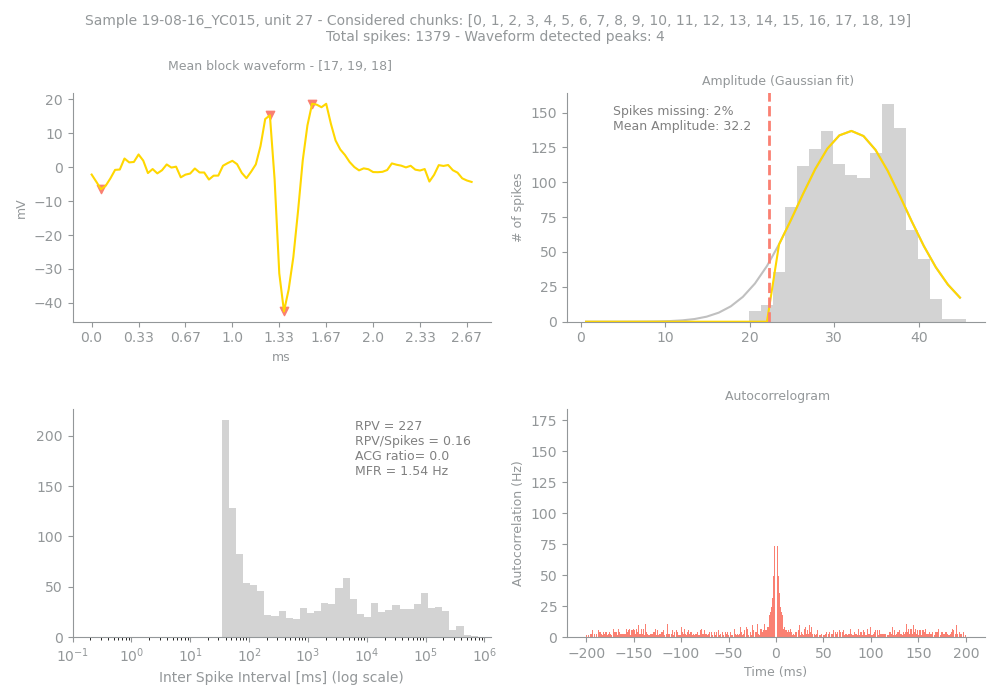 Sample 19-08-16_YC015, unit 27 - Considered chunks: [0, 1, 2, 3, 4, 5, 6, 7, 8, 9, 10, 11, 12, 13, 14, 15, 16, 17, 18, 19]
Total spikes: 1379 - Waveform detected peaks: 4
Mean block waveform - [17, 19, 18]
20
10
0
−10
−20
−30
−40
mV
0.0 0.33 0.67 1.0 1.33 1.67 2.0 2.33 2.67
ms
Amplitude (Gaussian fit)
Spikes missing: 2%
Mean Amplitude: 32.2
150
125
100
75
50
25
0
# of spikes
0 10 20 30 40
RPV = 227
RPV/Spikes = 0.16
ACG ratio= 0.0
MFR = 1.54 Hz
200
150
100
50
0
10⁻¹ 10⁰ 10¹ 10² 10³ 10⁴ 10⁵ 10⁶
Inter Spike Interval [ms] (log scale)
Autocorrelogram
175
150
125
100
75
50
25
0
Autocorrelation (Hz)
−200 −150 −100 −50 0 50 100 150 200
Time (ms)